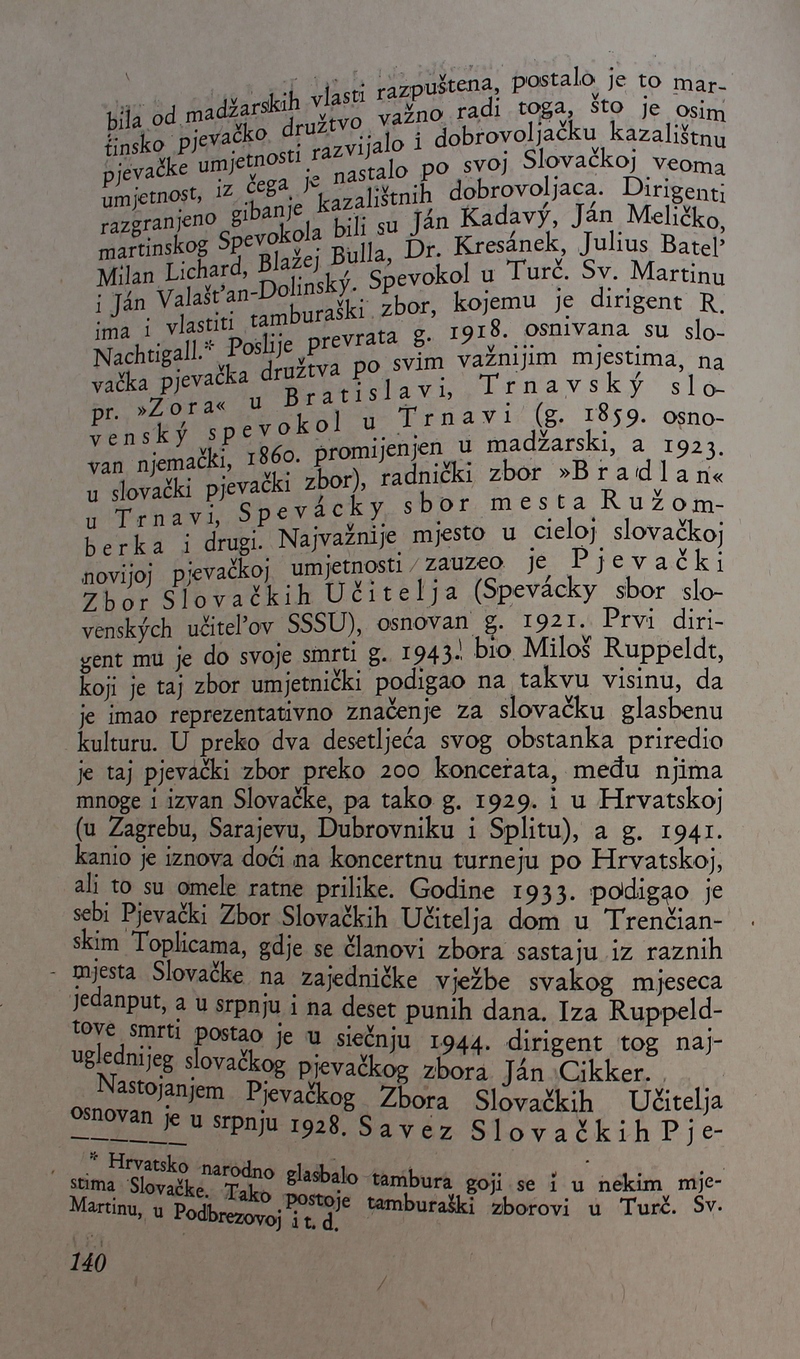 bila od madžarskih vlasti razpuštena, postalo je to mar-
tinsko pjevačko družtvo važno radi toga, što je osim
pjevačke umjetnosti razvijalo i dobrovoljačku kazalištnu
umjetnost, iz čega je nastalo po svoj Slovačkoj veoma
razgranjeno gibanje kazalištnih dobrovoljaca. Dirigenti
martinskog Spevokola bili su Ján Kadavý, Ján Meličko,
Milan Lichard, Blažej Bulla, Dr. Kresánek, Julius Batel’
i Ján Valašt’an-Dolinský. Spevokol u Turč. Sv. Martinu
ima i vlastiti tamburaški zbor, kojemu je dirigent R.
Nachtigall.* Poslije prevrata g. 1918. osnivana su slo-
vačka pjevačka družtva po svim važnijim mjestima, na
pr. »Zora« u Bratislavi, Trnavský slo-
venský spevokol u Trnavi (g. 1859. osno-
van njemački, 1860. promijenjen u madžarski, a 1923.
u slovački pjevački zbor), radnički zbor »Bradlan«
u Trnavi, Spevácky sbor mesta Ružom-
berka i drugi. Najvažnije mjesto u cieloj slovačkoj
novijoj pjevačkoj umjetnosti zauzeo je Pjevački
Zbor Slovačkih Učitelja (Spevácky sbor slo-
venských učitel’ov SSSU), osnovan g. 1921. Prvi diri-
gent mu je do svoje smrti g. 1943. bio Miloš Ruppeldt,
koji je taj zbor umjetnički podigao na takvu visinu, da
je imao reprezentativno značenje za slovačku glasbenu
kulturu. U preko dva desetljeća svog obstanka priredio
je taj pjevački zbor preko 200 koncerata, među njima
mnoge i izvan Slovačke, pa tako g. 1929. i u Hrvatskoj
(u Zagrebu, Sarajevu, Dubrovniku i Splitu), a g. 1941.
kanio je iznova doći na koncertnu turneju po Hrvatskoj,
ali to su omele ratne prilike. Godine 1933. podigao je
sebi Pjevački Zbor Slovačkih Učitelja dom u Trenčian-
skim Toplicama, gdje se članovi zbora sastaju iz raznih
mjesta Slovačke na zajedničke vježbe svakog mjeseca
jedanput, a u srpnju i na deset punih dana. Iza Ruppeld-
tove smrti postao je u siečnju 1944. dirigent tog naj-
uglednijeg slovačkog pjevačkog zbora Ján Cikker.
Nastojanjem Pjevačkog Zbora Slovačkih Učitelja
osnovan je u srpnju 1928. Savez Slovačkih Pje-
* Hrvatsko narodno glasbalo tambura goji se i u nekim mje-
stima Slovačke. Tako postoje tamburaški zborovi u Turč. Sv.
Martinu, u Podbrezovoj i t. d.
140